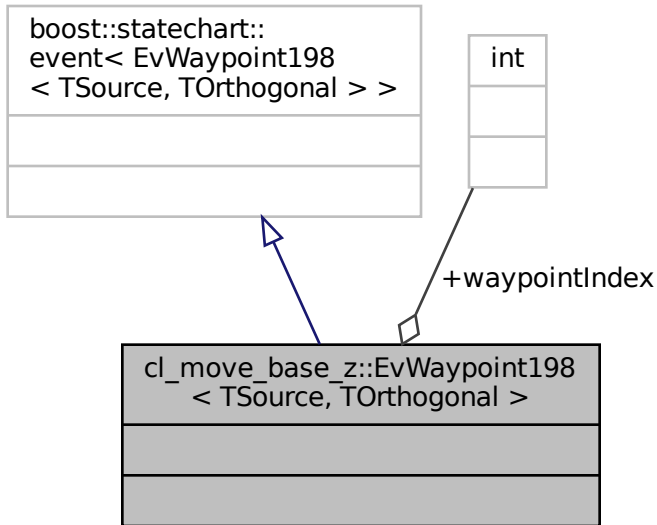 boost::statechart::
event< EvWaypoint198
< TSource, TOrthogonal > >
int
+waypointIndex
cl_move_base_z::EvWaypoint198
< TSource, TOrthogonal >